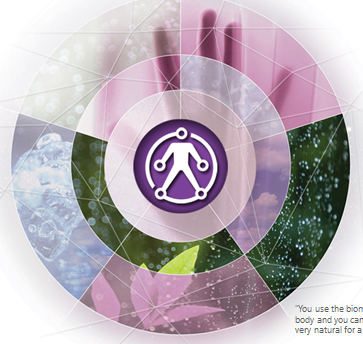 "You use the
body and you can
very natural for a